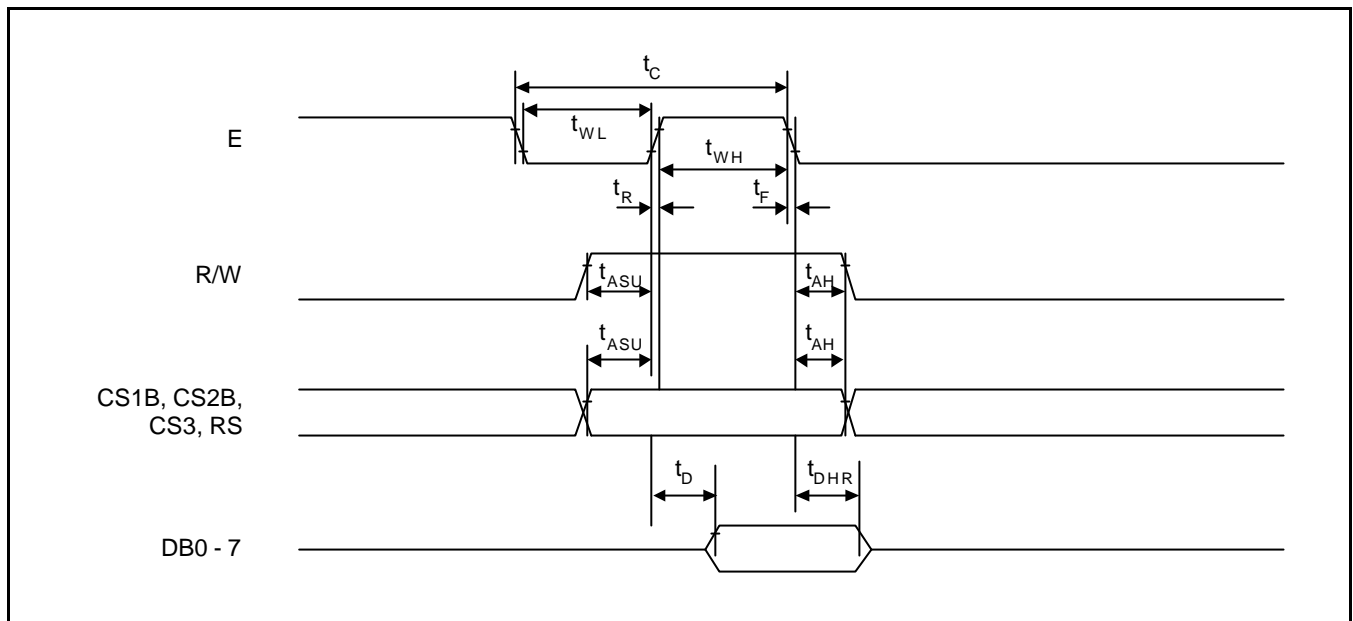 tC
E
tWL
tWH
tR
tF
R/W
tASU
tAH
tASU
tAH
CS1B, CS2B,
CS3, RS
tD
tDHR
DB0 - 7